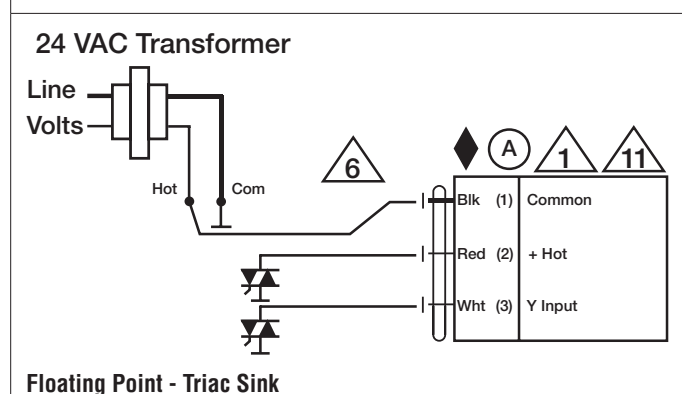 24 VAC Transformer
Line
Volts
Hot
Com
6
A
1
11
Blk (1) Common
Red (2) + Hot
Wht (3) Y Input
Floating Point - Triac Sink